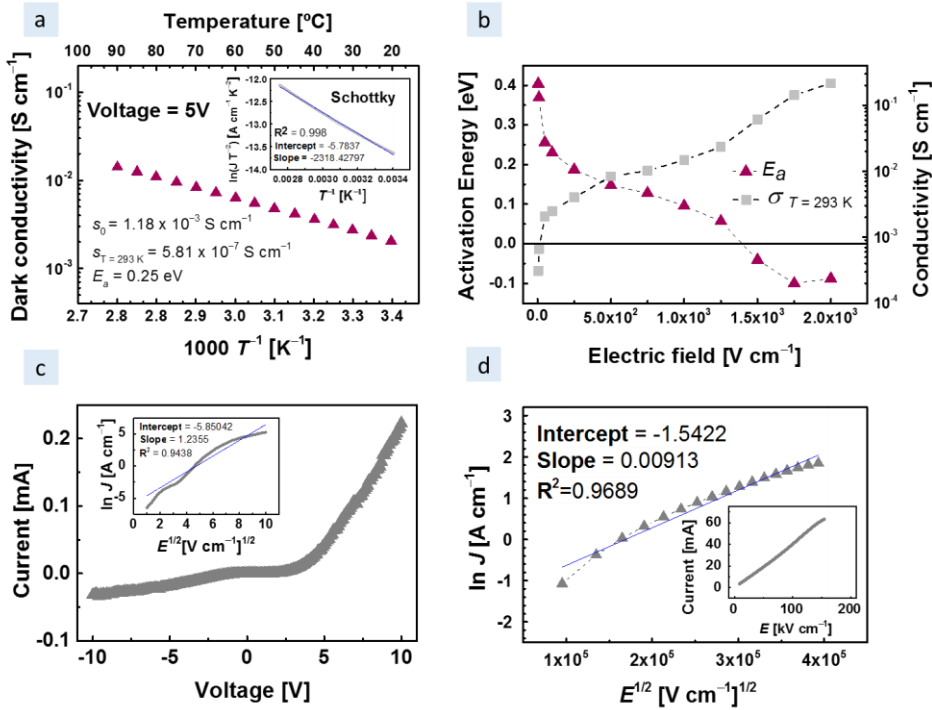 a
Temperature [ºC]
100 90 80 70 60 50 40 30 20
Dark conductivity [S cm⁻¹]
10⁻¹
10⁻²
10⁻³
Voltage = 5V
s₀ = 1.18 x 10⁻³ S cm⁻¹
s T = 293 K = 5.81 x 10⁻⁷ S cm⁻¹
Eₐ = 0.25 eV
2.7 2.8 2.9 3.0 3.1 3.2 3.3 3.4 3.5
1000 T⁻¹ [K⁻¹]
ln(J T⁻²) [A cm⁻¹ K⁻²]
-12.0
-12.5
-13.0
-13.5
-14.0
Schottky
R² = 0.998
Intercept = -5.7837
Slope = -2318.42797
0.0028 0.0030 0.0032 0.0034
T⁻¹ [K⁻¹]
b
Activation Energy [eV]
0.4
0.3
0.2
0.1
0.0
-0.1
Eₐ
σ T = 293 K
Conductivity [S cm⁻¹]
10⁻¹
10⁻²
10⁻³
10⁻⁴
0.0 5.0x10² 1.0x10³ 1.5x10³ 2.0x10³
Electric field [V cm⁻¹]
c
Current [mA]
0.2
0.1
0.0
-0.1
-10 -5 0 5 10
Voltage [V]
ln J [A cm⁻¹]
5
0
-5
Intercept = -5.85042
Slope = 1.2355
R² = 0.9438
0 2 4 6 8 10
E¹ᐟ²[V cm⁻¹]¹ᐟ²
d
ln J [A cm⁻¹]
3
2
1
0
-1
-2
Intercept = -1.5422
Slope = 0.00913
R²=0.9689
1x10⁵ 2x10⁵ 3x10⁵ 4x10⁵
E¹ᐟ² [V cm⁻¹]¹ᐟ²
Current [mA]
60
40
20
0
0 100 200
E [kV cm⁻¹]